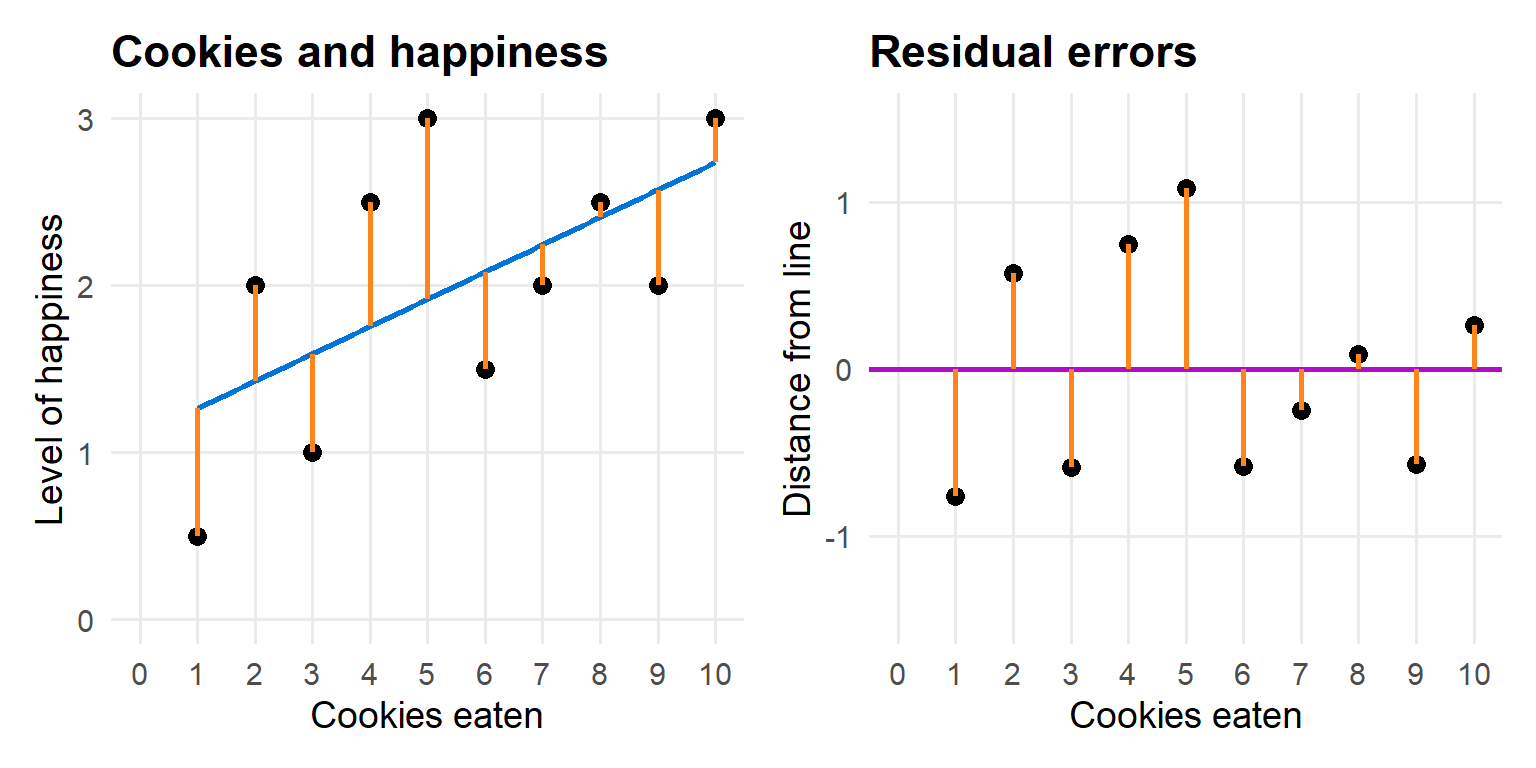 Cookies and happiness
Level of happiness
3
2
1
0
0 1 2 3 4 5 6 7 8 9 10
Cookies eaten
Residual errors
Distance from line
1
0
-1
0 1 2 3 4 5 6 7 8 9 10
Cookies eaten